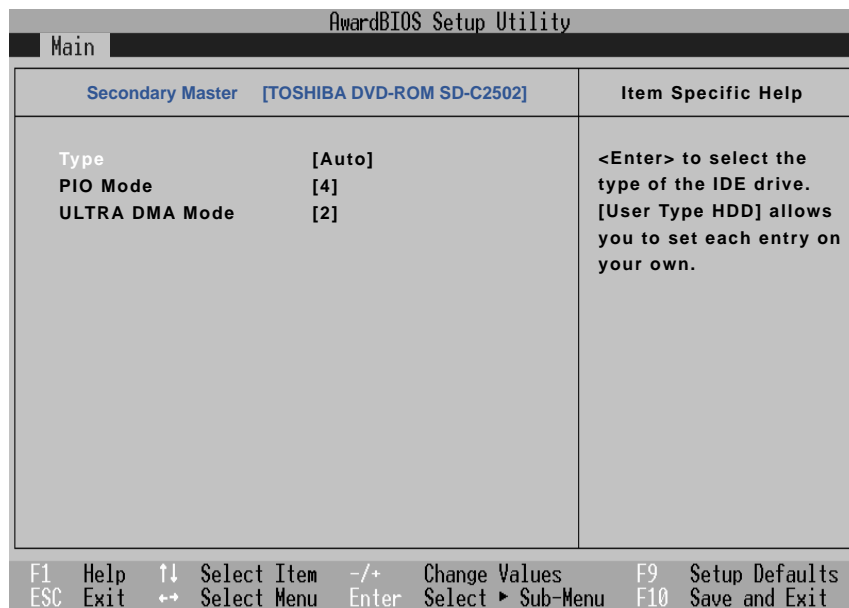 AwardBIOS Setup Utility
Main
Secondary Master [TOSHIBA DVD-ROM SD-C2502]
Item Specific Help
Type [Auto]
PIO Mode [4]
ULTRA DMA Mode [2]
<Enter> to select the
type of the IDE drive.
[User Type HDD] allows
you to set each entry on
your own.
F1 Help ↑↓ Select Item -/+ Change Values F9 Setup Defaults
ESC Exit ←→ Select Menu Enter Select ▶ Sub-Menu F10 Save and Exit